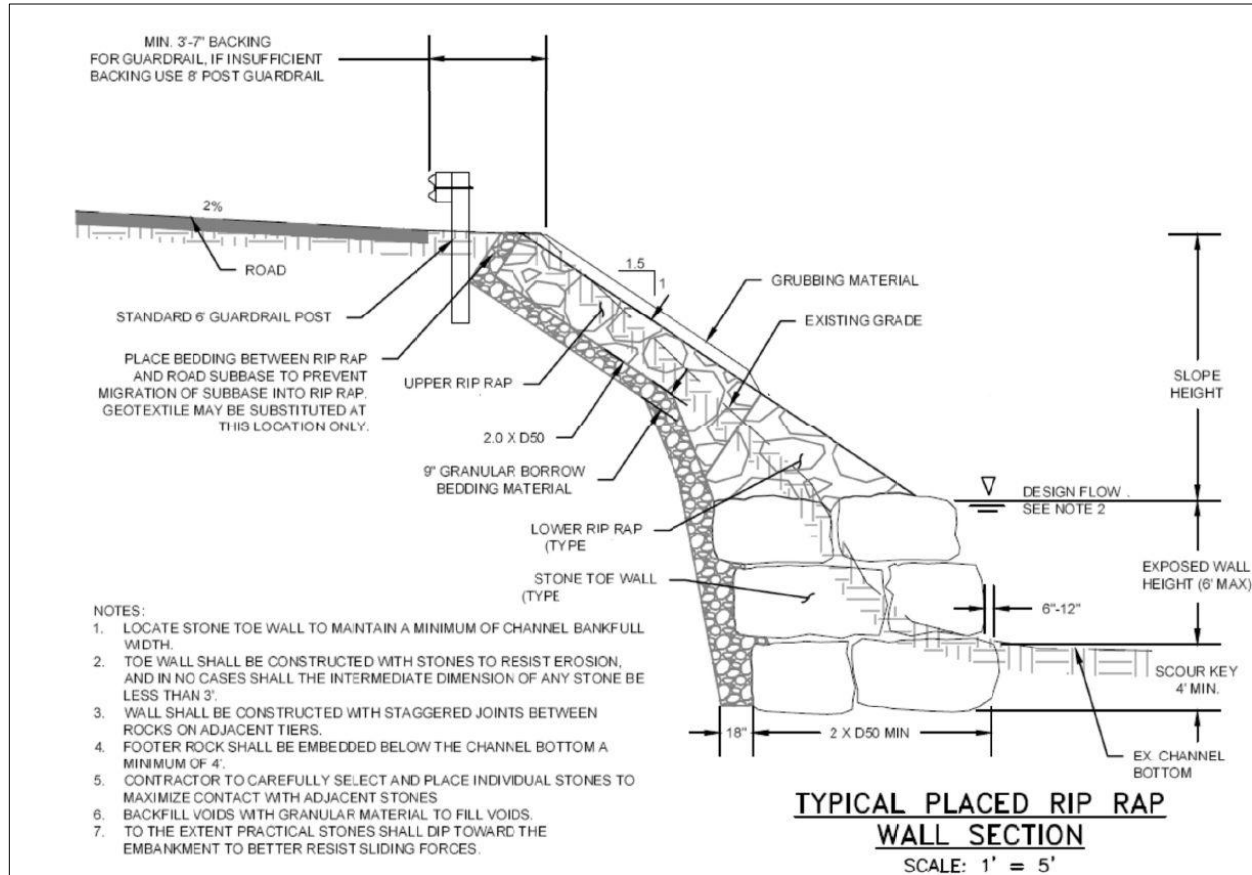 MIN. 3'-7" BACKING
FOR GUARDRAIL, IF INSUFFICIENT
BACKING USE 8' POST GUARDRAIL
2%
ROAD
STANDARD 6' GUARDRAIL POST
PLACE BEDDING BETWEEN RIP RAP
AND ROAD SUBBASE TO PREVENT
MIGRATION OF SUBBASE INTO RIP RAP.
GEOTEXTILE MAY BE SUBSTITUTED AT
THIS LOCATION ONLY.
UPPER RIP RAP
2.0 X D50
9" GRANULAR BORROW
BEDDING MATERIAL
1.5
1
GRUBBING MATERIAL
EXISTING GRADE
LOWER RIP RAP
(TYPE
STONE TOE WALL
(TYPE
SLOPE
HEIGHT
DESIGN FLOW
SEE NOTE 2
EXPOSED WALL
HEIGHT (6' MAX)
6"-12"
SCOUR KEY
4' MIN.
18"
2 X D50 MIN
EX. CHANNEL
BOTTOM
NOTES:
1. LOCATE STONE TOE WALL TO MAINTAIN A MINIMUM OF CHANNEL BANKFULL
WIDTH.
2. TOE WALL SHALL BE CONSTRUCTED WITH STONES TO RESIST EROSION,
AND IN NO CASES SHALL THE INTERMEDIATE DIMENSION OF ANY STONE BE
LESS THAN 3'.
3. WALL SHALL BE CONSTRUCTED WITH STAGGERED JOINTS BETWEEN
ROCKS ON ADJACENT TIERS.
4. FOOTER ROCK SHALL BE EMBEDDED BELOW THE CHANNEL BOTTOM A
MINIMUM OF 4'.
5. CONTRACTOR TO CAREFULLY SELECT AND PLACE INDIVIDUAL STONES TO
MAXIMIZE CONTACT WITH ADJACENT STONES
6. BACKFILL VOIDS WITH GRANULAR MATERIAL TO FILL VOIDS.
7. TO THE EXTENT PRACTICAL STONES SHALL DIP TOWARD THE
EMBANKMENT TO BETTER RESIST SLIDING FORCES.
TYPICAL PLACED RIP RAP
WALL SECTION
SCALE: 1' = 5'